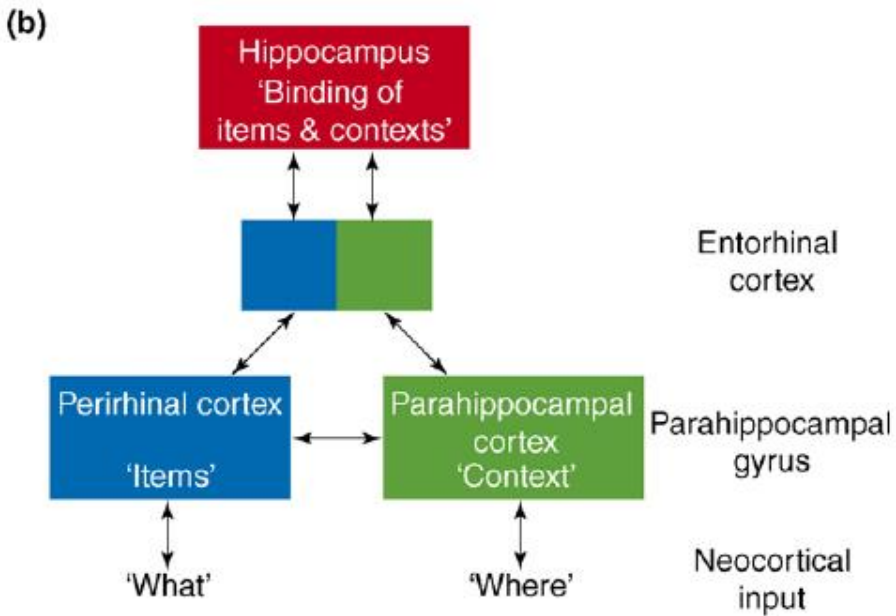 (b)
Hippocampus
‘Binding of
items & contexts’
Entorhinal
cortex
Perirhinal cortex
‘Items’
Parahippocampal
cortex
‘Context’
Parahippocampal
gyrus
‘What’
‘Where’
Neocortical
input